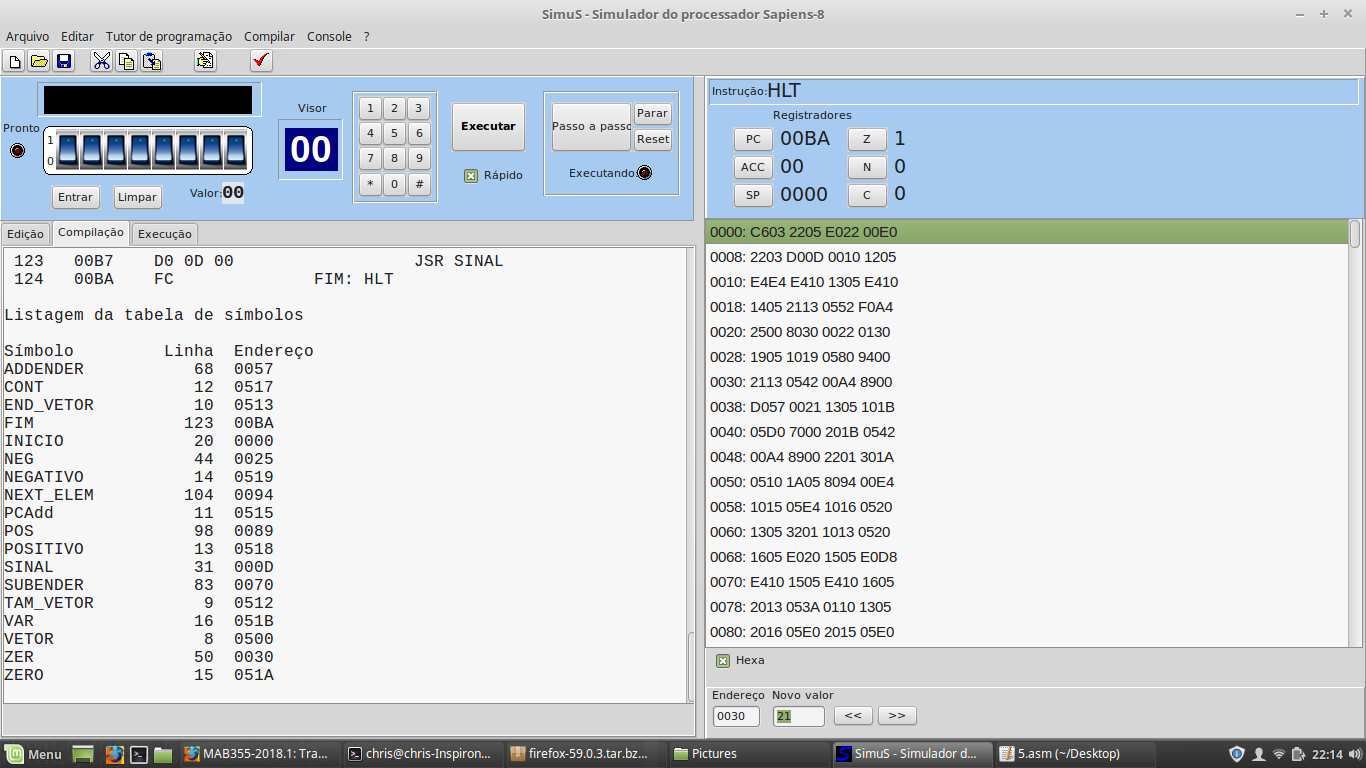 SimuS - Simulador do processador Sapiens-8
Arquivo Editar Tutor de programação Compilar Console ?
Pronto
1
0
Entrar Limpar Valor: 00
Visor
00
1 2 3
4 5 6
7 8 9
* 0 #
Executar
Rápido
Passo a passo Parar
Reset
Executando:
Instrução: HLT
Registradores
PC 00BA Z 1
ACC 00 N 0
SP 0000 C 0
Edição Compilação Execução
123 00B7 D0 0D 00 JSR SINAL
124 00BA FC FIM: HLT
Listagem da tabela de símbolos
Símbolo Linha Endereço
ADDENDER 68 0057
CONT 12 0517
END_VETOR 10 0513
FIM 123 00BA
INICIO 20 0000
NEG 44 0025
NEGATIVO 14 0519
NEXT_ELEM 104 0094
PCAdd 11 0515
POS 98 0089
POSITIVO 13 0518
SINAL 31 000D
SUBENDER 83 0070
TAM_VETOR 9 0512
VAR 16 051B
VETOR 8 0500
ZER 50 0030
ZERO 15 051A
0000: C603 2205 E022 00E0
0008: 2203 D00D 0010 1205
0010: E4E4 E410 1305 E410
0018: 1405 2113 0552 F0A4
0020: 2500 8030 0022 0130
0028: 1905 1019 0580 9400
0030: 2113 0542 00A4 8900
0038: D057 0021 1305 101B
0040: 05D0 7000 201B 0542
0048: 00A4 8900 2201 301A
0050: 0510 1A05 8094 00E4
0058: 1015 05E4 1016 0520
0060: 1305 3201 1013 0520
0068: 1605 E020 1505 E0D8
0070: E410 1505 E410 1605
0078: 2013 053A 0110 1305
0080: 2016 05E0 2015 05E0
Hexa
Endereço Novo valor
0030 21 << >>
Menu MAB355-2018.1: Tra... chris@chris-Inspiron... firefox-59.0.3.tar.bz... Pictures SimuS - Simulador d... 5.asm (~/Desktop) 22:14